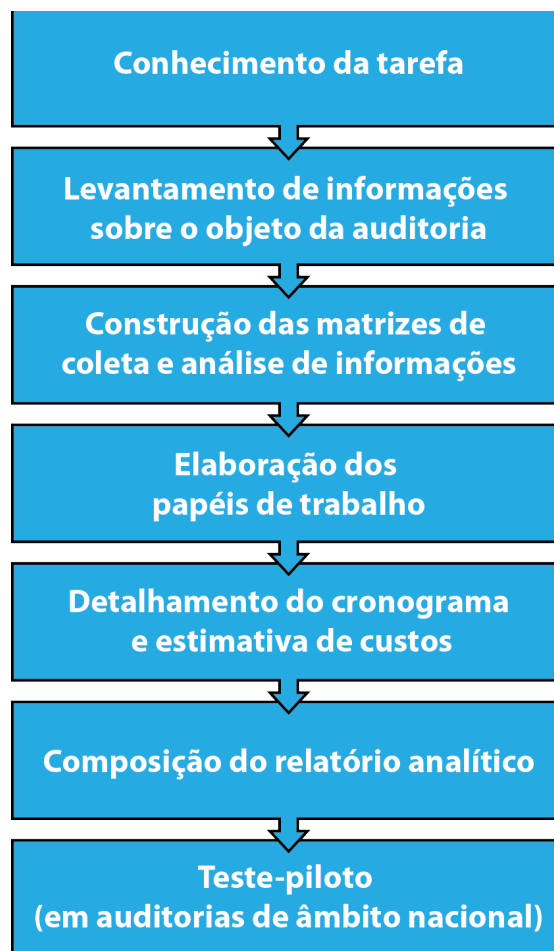 Conhecimento da tarefa
Levantamento de informações
sobre o objeto da auditoria
Construção das matrizes de
coleta e análise de informações
Elaboração dos
papéis de trabalho
Detalhamento do cronograma
e estimativa de custos
Composição do relatório analítico
Teste-piloto
(em auditorias de âmbito nacional)